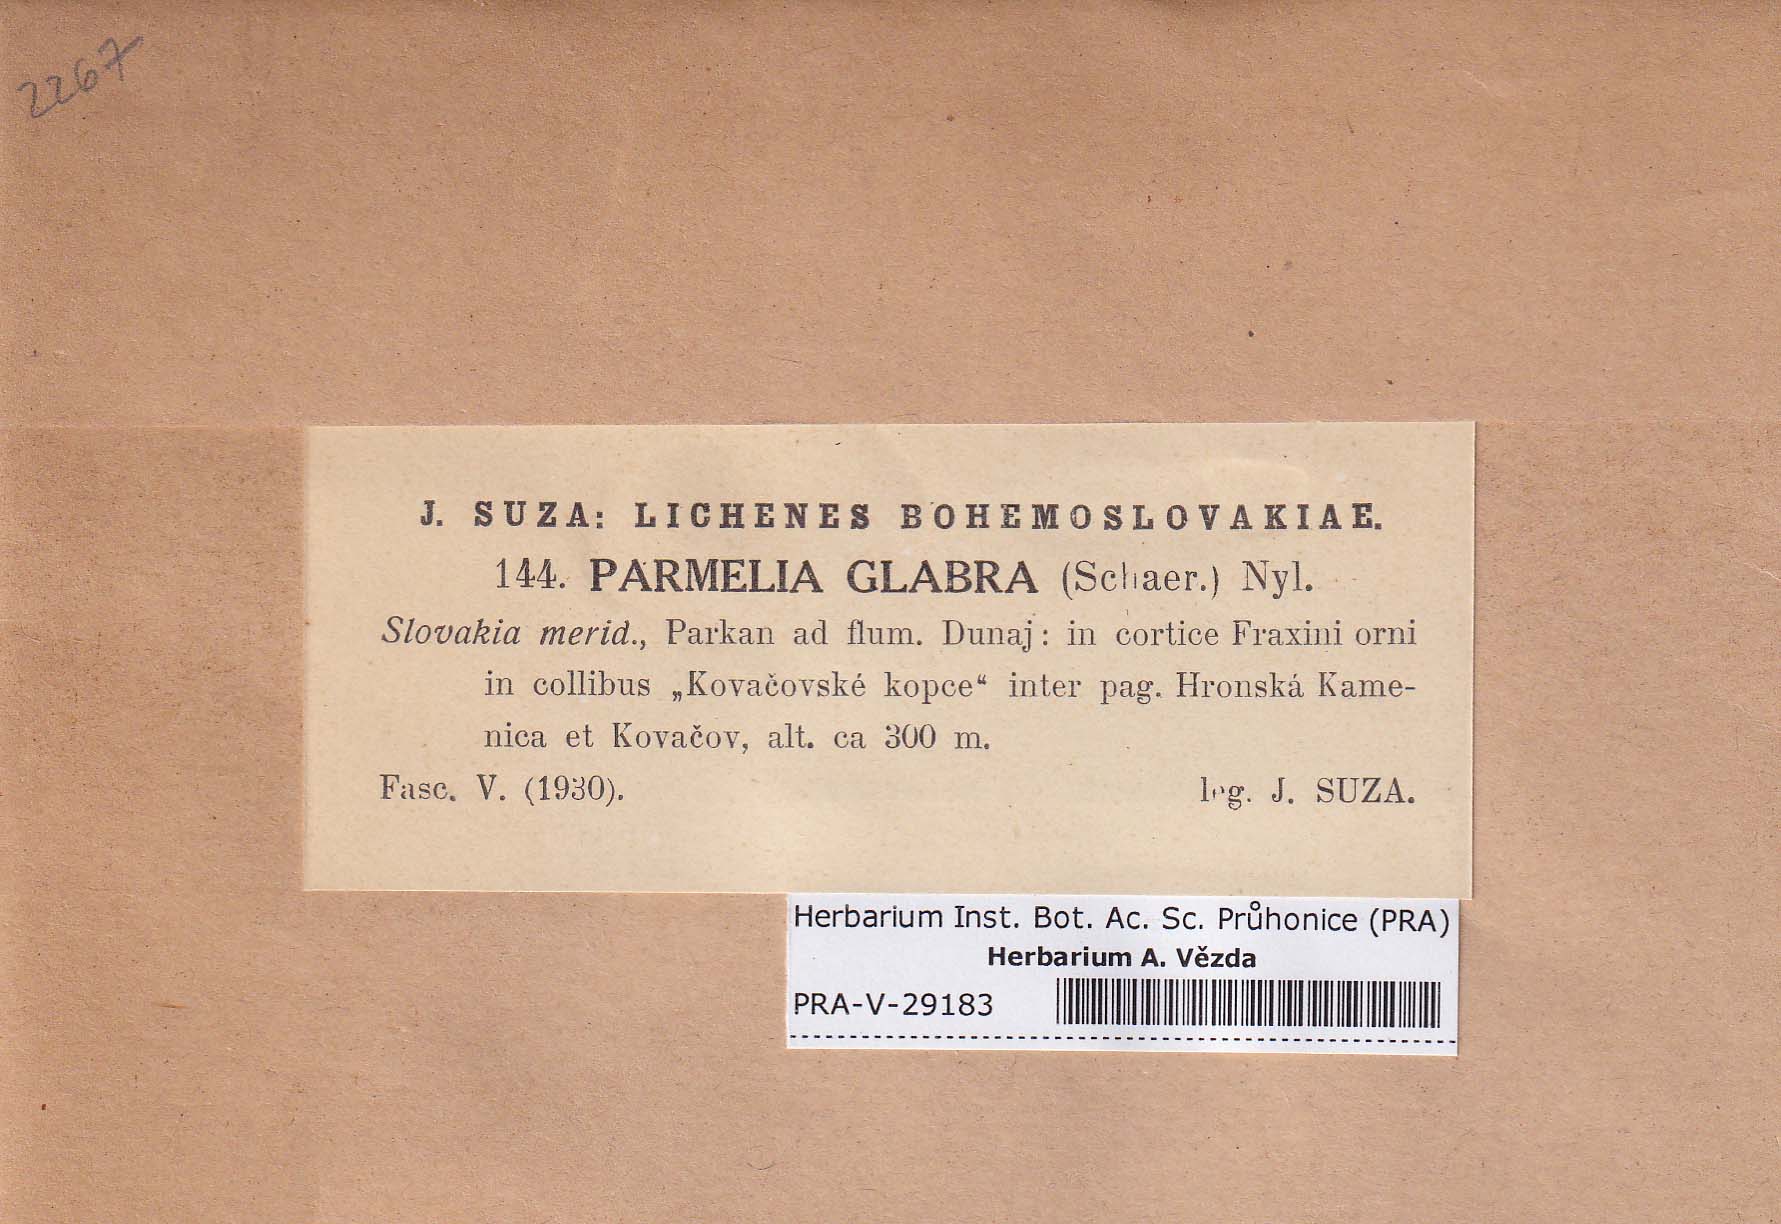 2267
J. SUZA: LICHENES BOHEMOSLOVAKIAE.
144. PARMELIA GLABRA (Schaer.) Nyl.
Slovakia merid., Parkan ad flum. Dunaj: in cortice Fraxini orni
in collibus „Kovačovské kopce“ inter pag. Hronská Kame-
nica et Kovačov, alt. ca 300 m.
Fasc. V. (1930). leg. J. SUZA.
Herbarium Inst. Bot. Ac. Sc. Průhonice (PRA)
Herbarium A. Vězda
PRA-V-29183